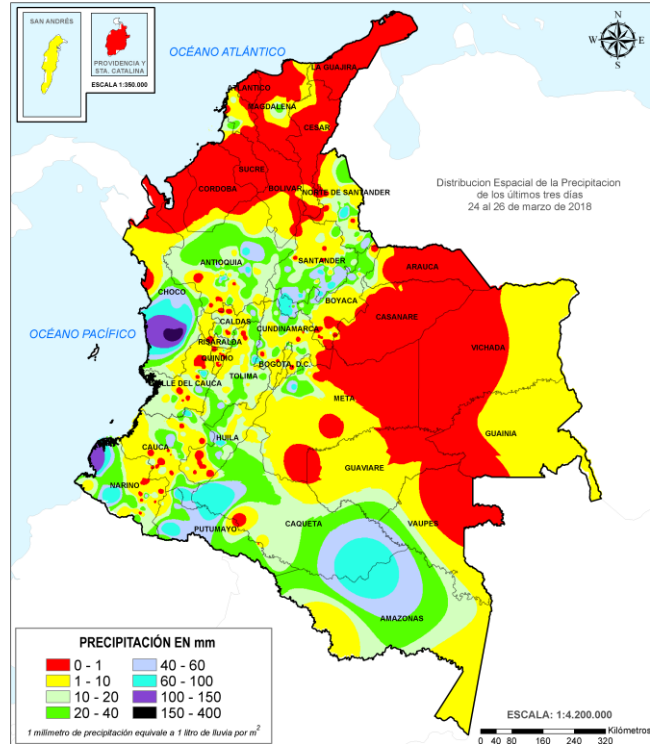 SAN ANDRÉS
PROVIDENCIA Y
STA. CATALINA
ESCALA 1:350.000
OCÉANO ATLÁNTICO
N
W
E
S
LA GUAJIRA
ATLANTICO
MAGDALENA
CESAR
SUCRE
CORDOBA
BOLIVAR
NORTE DE SANTANDER
Distribucion Espacial de la Precipitacion
de los últimos tres días
24 al 26 de marzo de 2018
ANTIOQUIA
SANTANDER
ARAUCA
CHOCO
BOYACA
CASANARE
OCÉANO PACÍFICO
CALDAS
CUNDINAMARCA
RISARALDA
VICHADA
QUINDIO
BOGOTA, D.C.
TOLIMA
VALLE DEL CAUCA
META
HUILA
GUAINIA
CAUCA
GUAVIARE
NARIÑO
CAQUETA
VAUPES
PUTUMAYO
AMAZONAS
PRECIPITACIÓN EN mm
0 - 1
40 - 60
1 - 10
60 - 100
10 - 20
100 - 150
20 - 40
150 - 400
1 milímetro de precipitación equivale a 1 litro de lluvia por m2
ESCALA: 1:4.200.000
Kilómetros
0 40 80 160 240 320